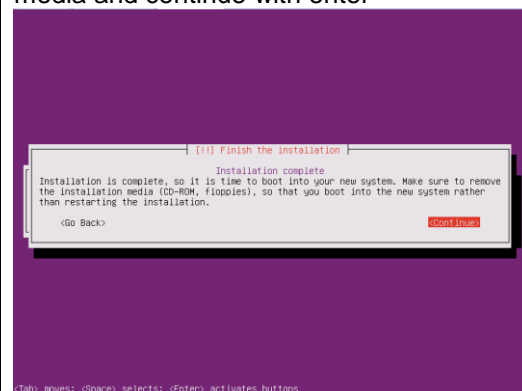 media and continue with enter
[!!] Finish the installation
Installation complete
Installation is complete, so it is time to boot into your new system. Make sure to remove
the installation media (CD-ROM, floppies), so that you boot into the new system rather
than restarting the installation.
<Go Back> <Continue>
<Tab> moves; <Space> selects; <Enter> activates buttons